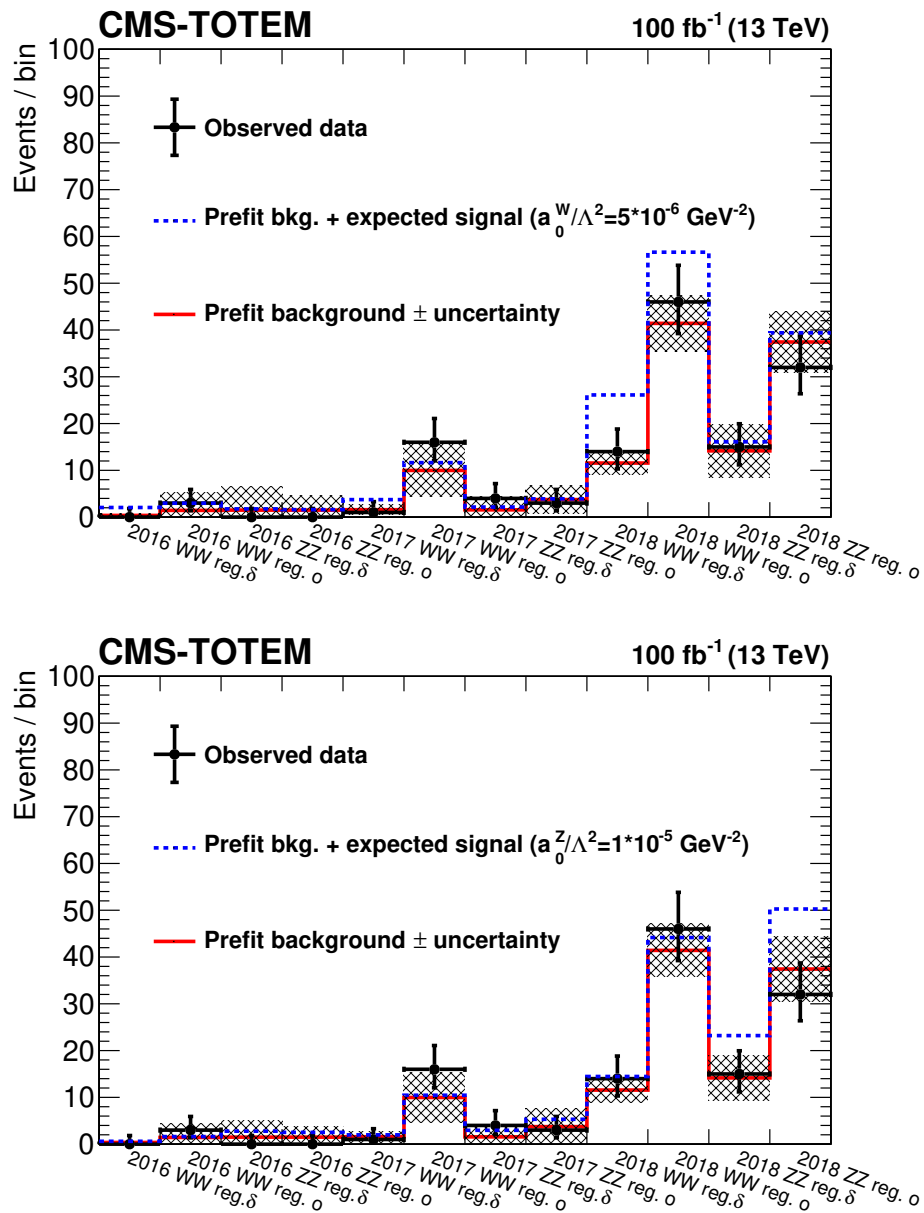 CMS-TOTEM 100 fb⁻¹ (13 TeV)
Events / bin
100
90
80
70
60
50
40
30
20
10
0
Observed data
Prefit bkg. + expected signal (a₀ᵂ/Λ²=5*10⁻⁶ GeV⁻²)
Prefit background ± uncertainty
2016 WW reg.δ
2016 WW reg. o
2016 ZZ reg.δ
2016 ZZ reg. o
2017 WW reg.δ
2017 WW reg. o
2017 ZZ reg.δ
2017 ZZ reg. o
2018 WW reg.δ
2018 WW reg. o
2018 ZZ reg.δ
2018 ZZ reg. o
CMS-TOTEM 100 fb⁻¹ (13 TeV)
Events / bin
100
90
80
70
60
50
40
30
20
10
0
Observed data
Prefit bkg. + expected signal (a₀ᶻ/Λ²=1*10⁻⁵ GeV⁻²)
Prefit background ± uncertainty
2016 WW reg.δ
2016 WW reg. o
2016 ZZ reg.δ
2016 ZZ reg. o
2017 WW reg.δ
2017 WW reg. o
2017 ZZ reg.δ
2017 ZZ reg. o
2018 WW reg.δ
2018 WW reg. o
2018 ZZ reg.δ
2018 ZZ reg. o